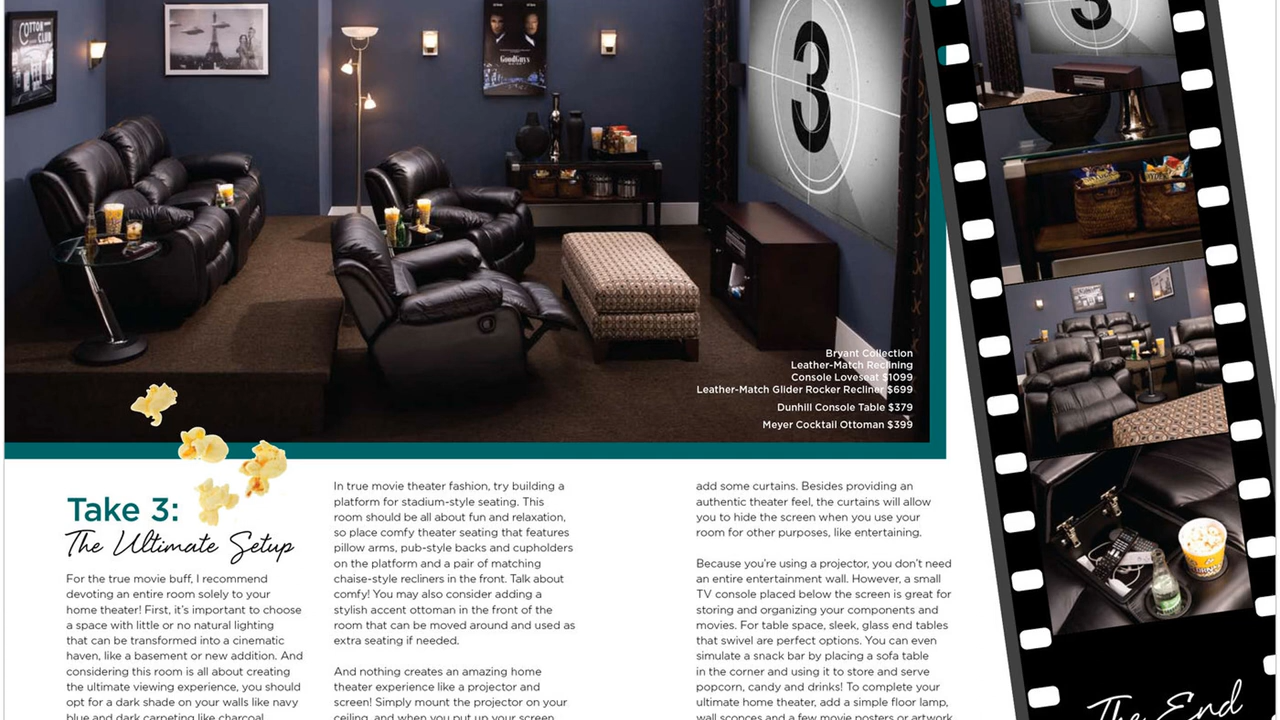 COTTON
CLUB
GoodGuys
3
3
Bryant Collection
Leather-Match Reclining
Console Loveseat $1099
Leather-Match Glider Rocker Recliner $699
Dunhill Console Table $379
Meyer Cocktail Ottoman $399
Take 3:
The Ultimate Setup
For the true movie buff, I recommend
devoting an entire room solely to your
home theater! First, it's important to choose
a space with little or no natural lighting
that can be transformed into a cinematic
haven, like a basement or new addition. And
considering this room is all about creating
the ultimate viewing experience, you should
opt for a dark shade on your walls like navy
blue and dark carpeting like charcoal
In true movie theater fashion, try building a
platform for stadium-style seating. This
room should be all about fun and relaxation,
so place comfy theater seating that features
pillow arms, pub-style backs and cupholders
on the platform and a pair of matching
chaise-style recliners in the front. Talk about
comfy! You may also consider adding a
stylish accent ottoman in the front of the
room that can be moved around and used as
extra seating if needed.
And nothing creates an amazing home
theater experience like a projector and
screen! Simply mount the projector on your
ceiling, and when you put up your screen
add some curtains. Besides providing an
authentic theater feel, the curtains will allow
you to hide the screen when you use your
room for other purposes, like entertaining.
Because you're using a projector, you don't need
an entire entertainment wall. However, a small
TV console placed below the screen is great for
storing and organizing your components and
movies. For table space, sleek, glass end tables
that swivel are perfect options. You can even
simulate a snack bar by placing a sofa table
in the corner and using it to store and serve
popcorn, candy and drinks! To complete your
ultimate home theater, add a simple floor lamp,
wall sconces and a few movie posters or artwork
The End